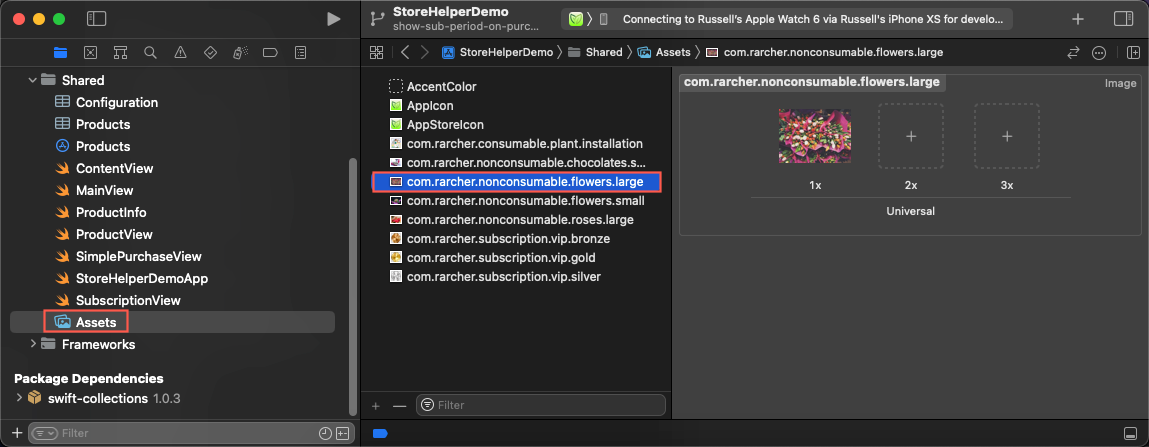 StoreHelperDemo
show-sub-period-on-purc...
Connecting to Russell's Apple Watch 6 via Russell's iPhone XS for develo...
StoreHelperDemo
Shared
Assets
com.rarcher.nonconsumable.flowers.large
Shared
Configuration
Products
Products
ContentView
MainView
ProductInfo
ProductView
SimplePurchaseView
StoreHelperDemoApp
SubscriptionView
Assets
Frameworks
Package Dependencies
swift-collections 1.0.3
Filter
AccentColor
AppIcon
AppStoreIcon
com.rarcher.consumable.plant.installation
com.rarcher.nonconsumable.chocolates.s...
com.rarcher.nonconsumable.flowers.large
com.rarcher.nonconsumable.flowers.small
com.rarcher.nonconsumable.roses.large
com.rarcher.subscription.vip.bronze
com.rarcher.subscription.vip.gold
com.rarcher.subscription.vip.silver
Filter
com.rarcher.nonconsumable.flowers.large
Image
1x 2x 3x
Universal